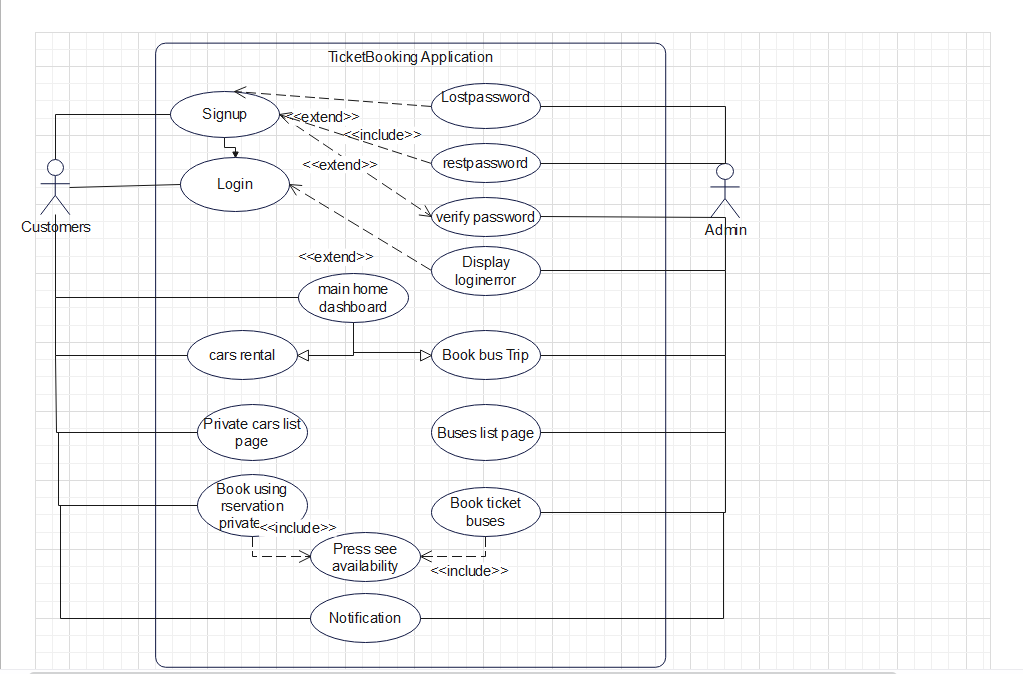 TicketBooking Application
Lostpassword
Signup
<<extend>>
<<include>>
restpassword
<<extend>>
Login
verify password
Customers
Admin
<<extend>>
Display
loginerror
main home
dashboard
cars rental
Book bus Trip
Private cars list
page
Buses list page
Book using
rservation
private
<<include>>
Book ticket
buses
Press see
availability
<<include>>
Notification